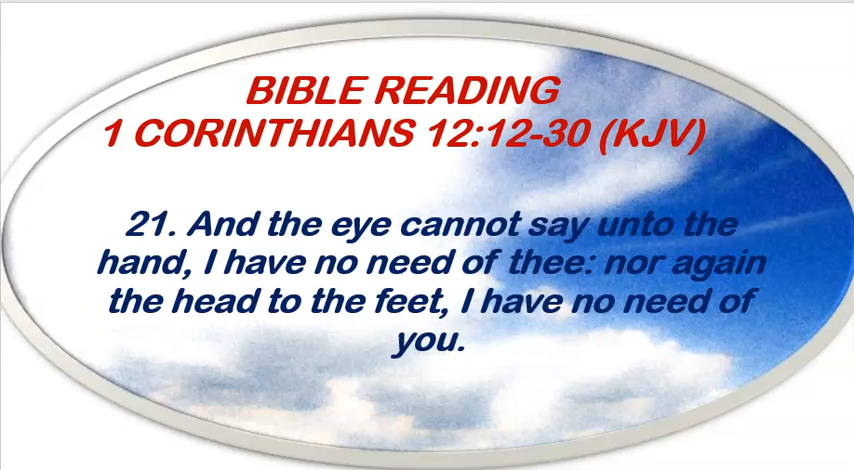 BIBLE READING
1 CORINTHIANS 12:12-30 (KJV)
21. And the eye cannot say unto the
hand, I have no need of thee: nor again
the head to the feet, I have no need of
you.